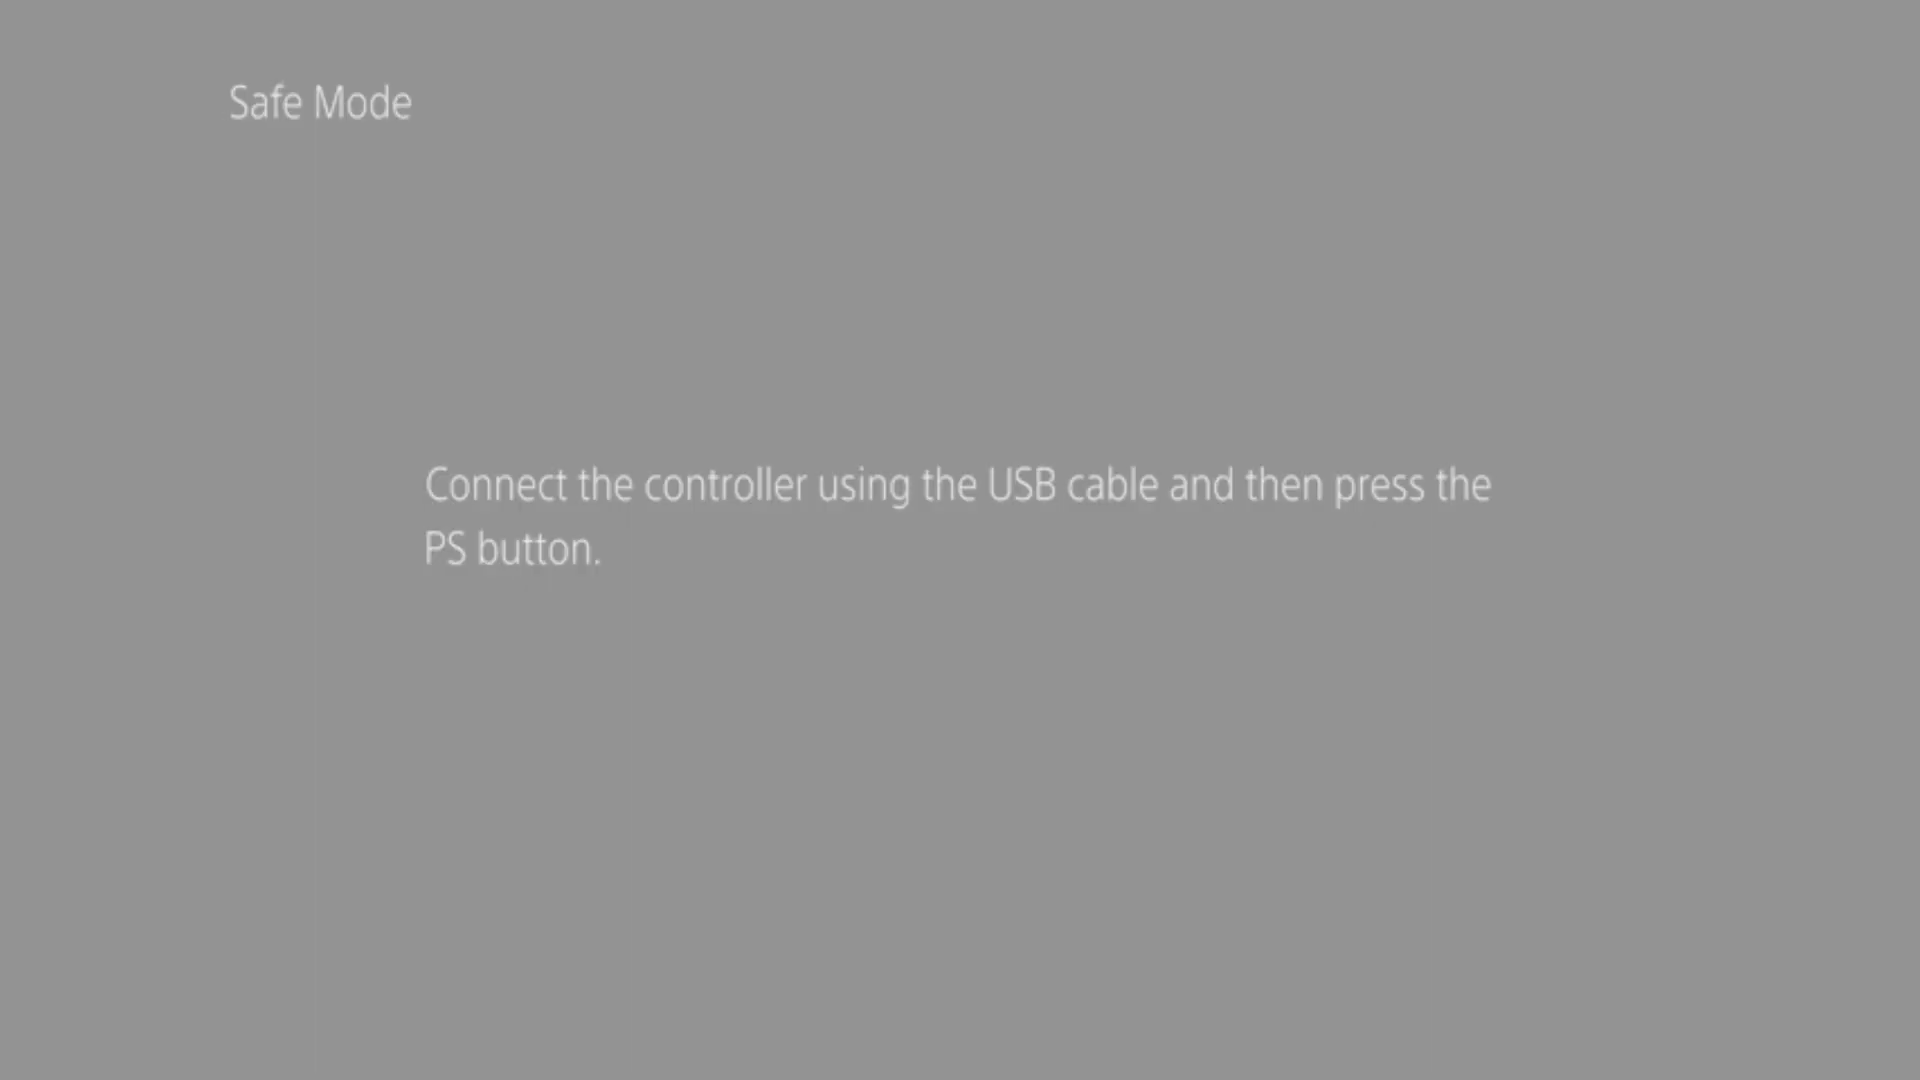 Safe Mode
Connect the controller using the USB cable and then press the
PS button.